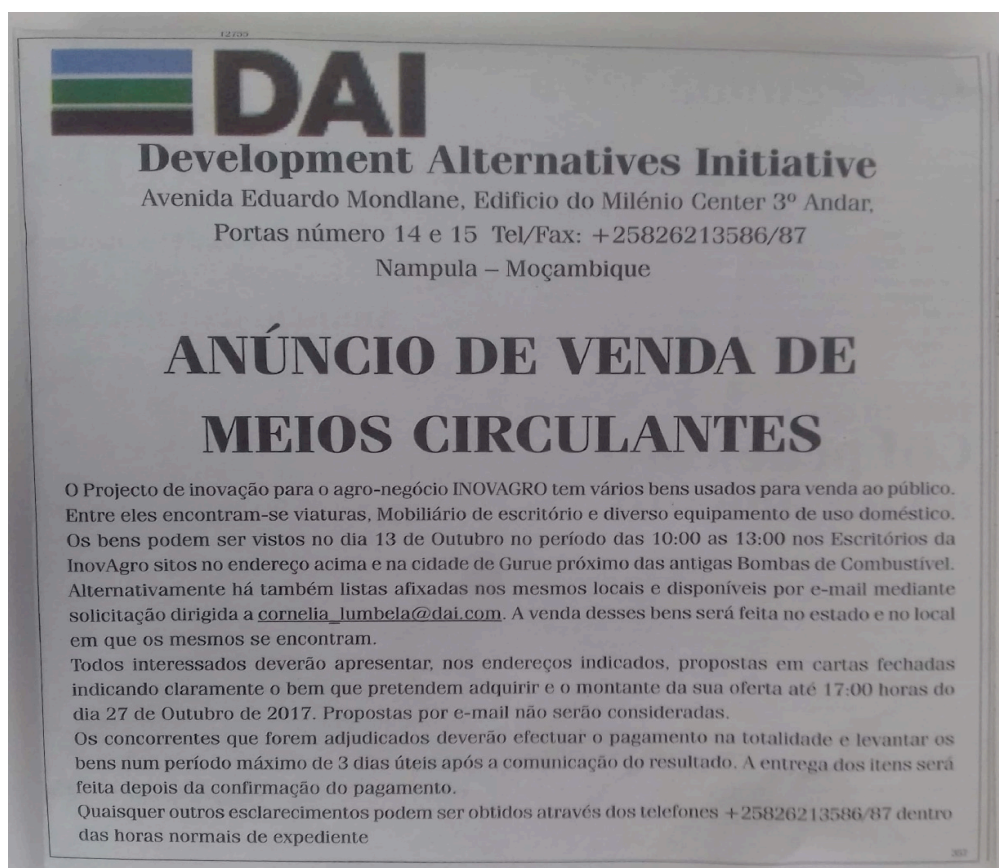 12705
DAI
Development Alternatives Initiative
Avenida Eduardo Mondlane, Edificio do Milénio Center 3º Andar,
Portas número 14 e 15 Tel/Fax: +25826213586/87
Nampula – Moçambique
ANÚNCIO DE VENDA DE
MEIOS CIRCULANTES
O Projecto de inovação para o agro-negócio INOVAGRO tem vários bens usados para venda ao público.
Entre eles encontram-se viaturas, Mobiliário de escritório e diverso equipamento de uso doméstico.
Os bens podem ser vistos no dia 13 de Outubro no período das 10:00 as 13:00 nos Escritórios da
InovAgro sitos no endereço acima e na cidade de Gurue próximo das antigas Bombas de Combustível.
Alternativamente há também listas afixadas nos mesmos locais e disponíveis por e-mail mediante
solicitação dirigida a cornelia_lumbela@dai.com. A venda desses bens será feita no estado e no local
em que os mesmos se encontram.
Todos interessados deverão apresentar, nos endereços indicados, propostas em cartas fechadas
indicando claramente o bem que pretendem adquirir e o montante da sua oferta até 17:00 horas do
dia 27 de Outubro de 2017. Propostas por e-mail não serão consideradas.
Os concorrentes que forem adjudicados deverão efectuar o pagamento na totalidade e levantar os
bens num período máximo de 3 dias úteis após a comunicação do resultado. A entrega dos itens será
feita depois da confirmação do pagamento.
Quaisquer outros esclarecimentos podem ser obtidos através dos telefones +25826213586/87 dentro
das horas normais de expediente